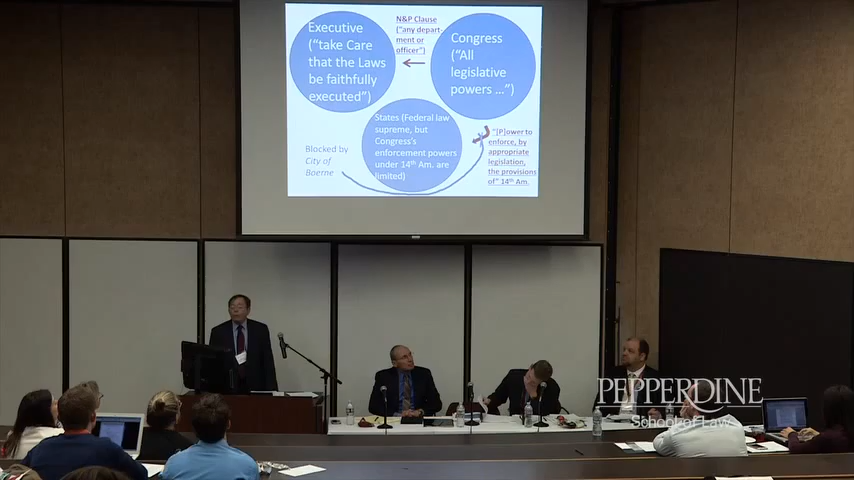 Executive
("take Care
that the Laws
be faithfully
executed")
N&P Clause
("any depart-
ment or
officer")
Congress
("All
legislative
powers …")
States (Federal law
supreme, but
Congress's
enforcement powers
under 14th Am. are
limited)
Blocked by
City of
Boerne
"[P]ower to
enforce, by
appropriate
legislation,
the provisions
of" 14th Am.
PEPPERDINE
School of Law